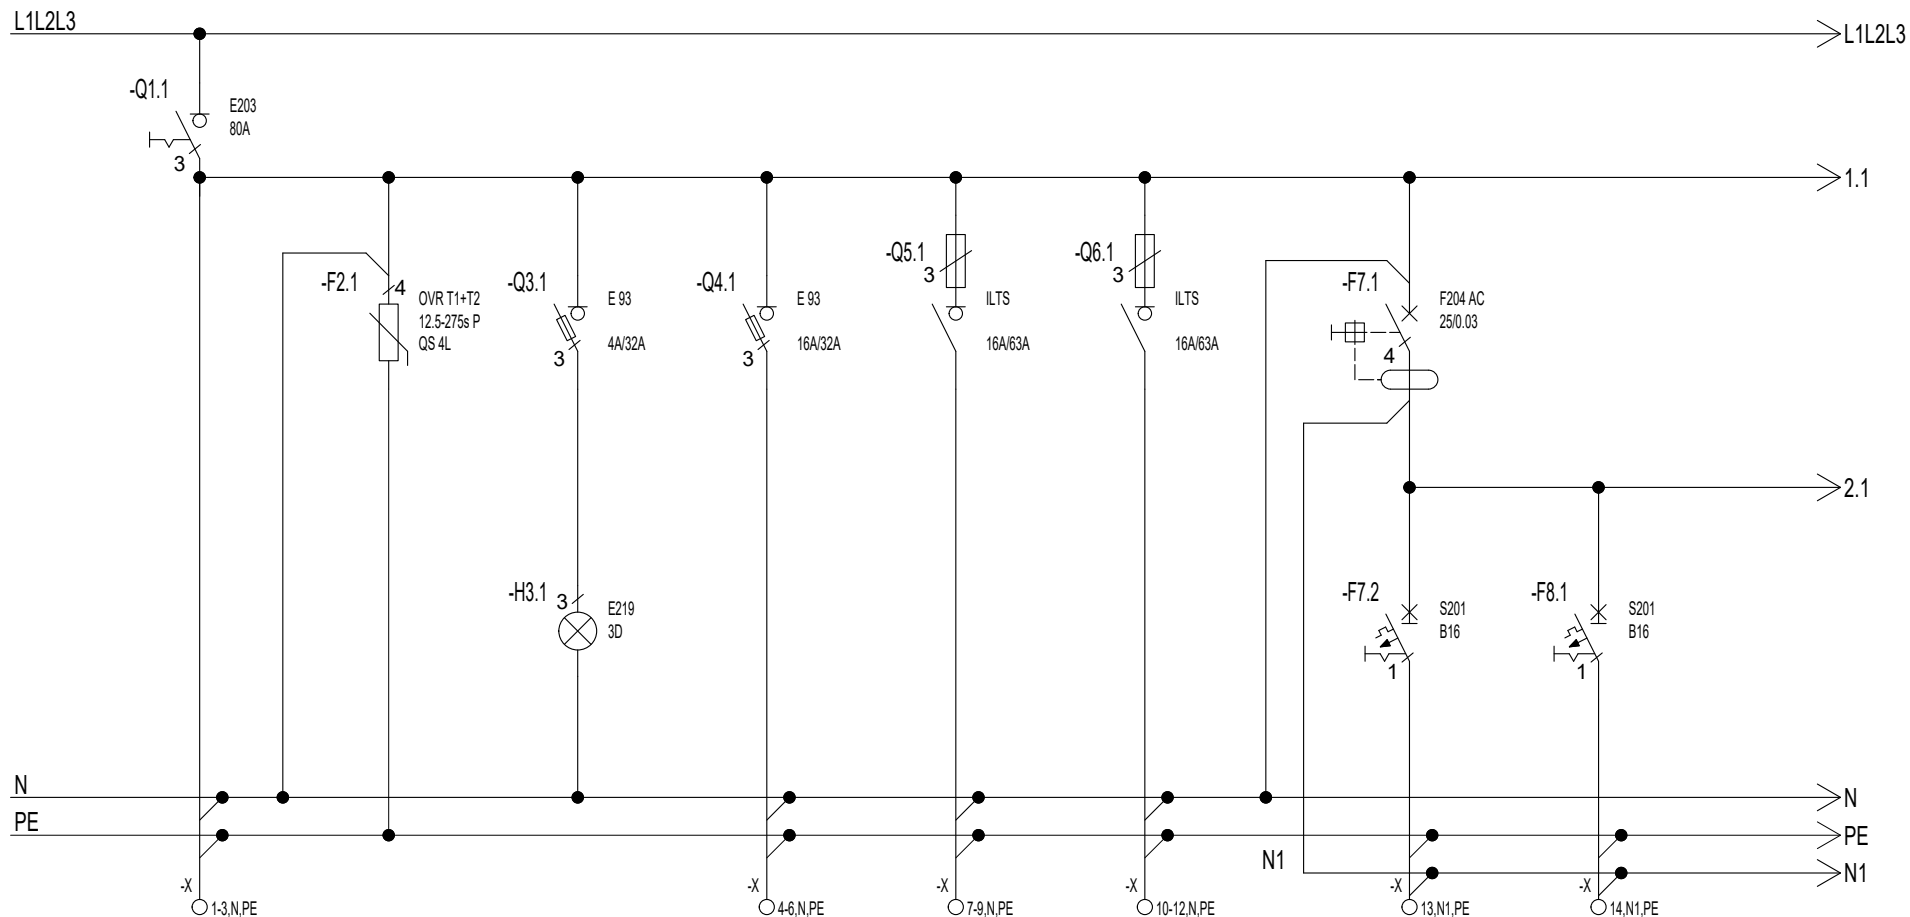 L1L2L3
L1L2L3
-Q1.1
E203
80A
3
1.1
-F2.1
4
OVR T1+T2
12.5-275s P
QS 4L
-Q3.1
E 93
4A/32A
3
-Q4.1
E 93
16A/32A
3
-Q5.1
3
ILTS
16A/63A
-Q6.1
3
ILTS
16A/63A
-F7.1
F204 AC
25/0.03
4
2.1
-H3.1
3
E219
3D
-F7.2
S201
B16
1
-F8.1
S201
B16
1
N
N
PE
PE
N1
N1
-X
1-3,N,PE
-X
4-6,N,PE
-X
7-9,N,PE
-X
10-12,N,PE
-X
13,N1,PE
-X
14,N1,PE